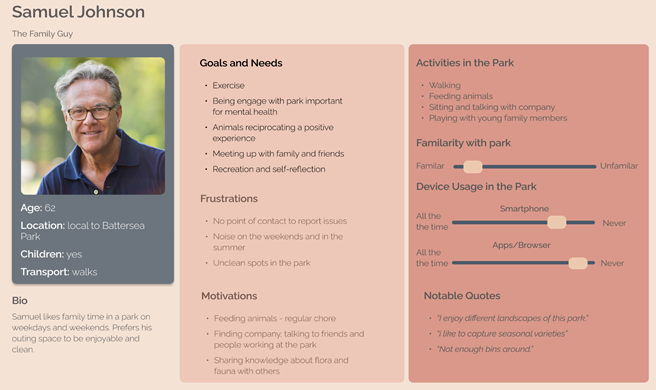 Samuel Johnson
The Family Guy
Age: 62
Location: local to Battersea
Park
Children: yes
Transport: walks
Bio
Samuel likes family time in a park on
weekdays and weekends. Prefers his
outing space to be enjoyable and
clean.
Goals and Needs
• Exercise
• Being engage with park important
for mental health
• Animals reciprocating a positive
experience
• Meeting up with family and friends
• Recreation and self-reflection
Frustrations
• No point of contact to report issues
• Noise on the weekends and in the
summer
• Unclean spots in the park
Motivations
• Feeding animals - regular chore
• Finding company, talking to friends and
people working at the park
• Sharing knowledge about flora and
fauna with others
Activities in the Park
• Walking
• Feeding animals
• Sitting and talking with company
• Playing with young family members
Familarity with park
Familar Unfamilar
Device Usage in the Park
Smartphone
All the
the time
Never
Apps/Browser
All the
the time
Never
Notable Quotes
• "I enjoy different landscapes of this park."
• "i like to capture seasonal varieties"
• "Not enough bins around."